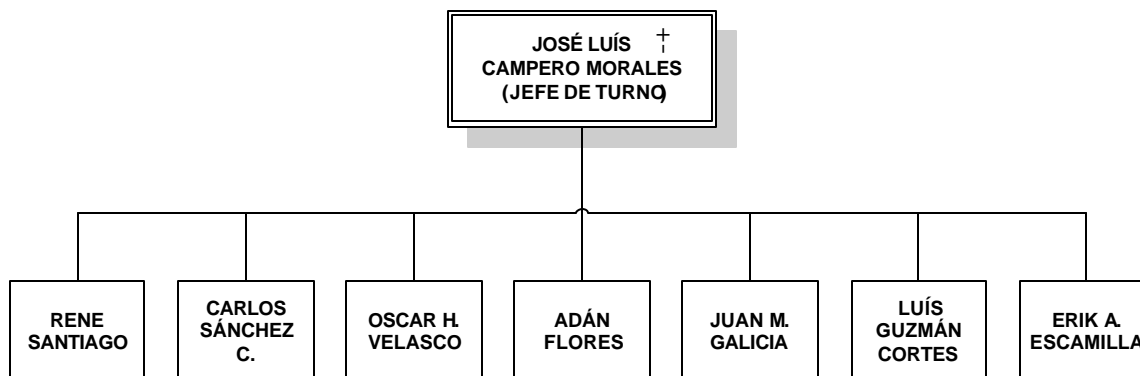 JOSÉ LUÍS †
CAMPERO MORALES
(JEFE DE TURNO)
RENE
SANTIAGO
CARLOS
SÁNCHEZ
C.
OSCAR H.
VELASCO
ADÁN
FLORES
JUAN M.
GALICIA
LUÍS
GUZMÁN
CORTES
ERIK A.
ESCAMILLA